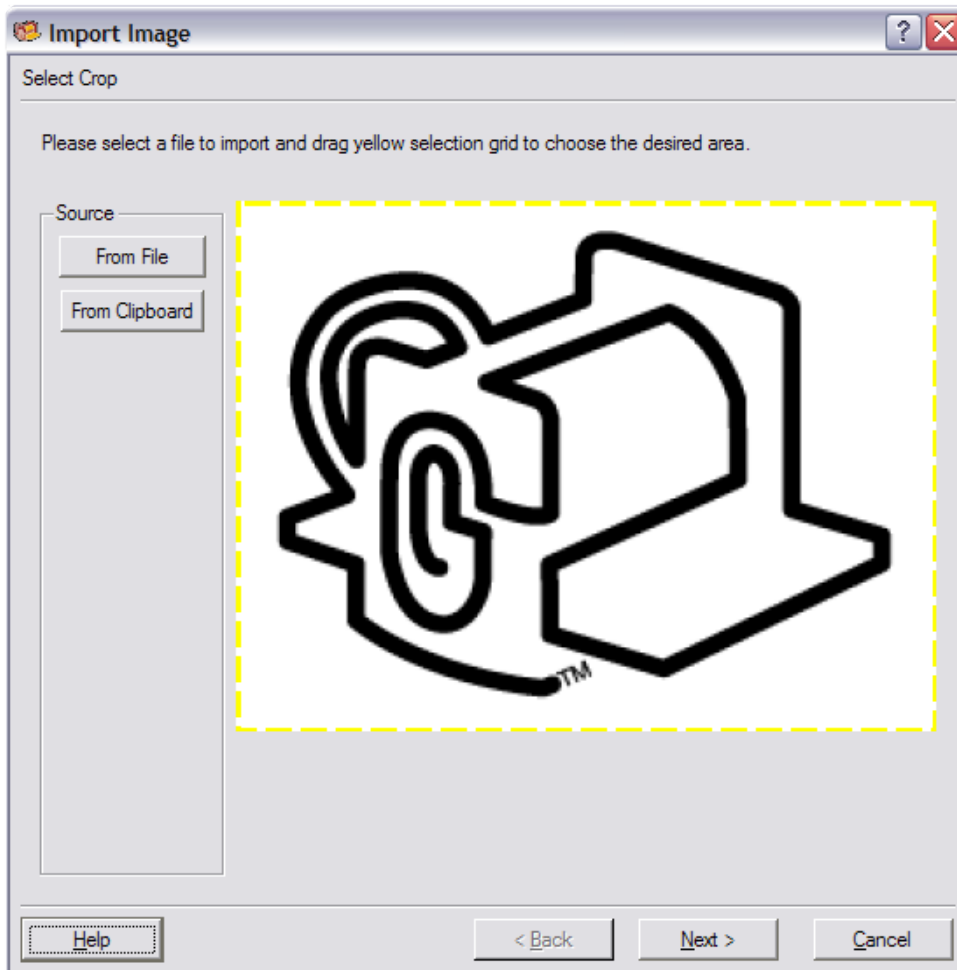 Import Image
?
Select Crop
Please select a file to import and drag yellow selection grid to choose the desired area.
Source
From File
From Clipboard
TM
Help
< Back
Next >
Cancel